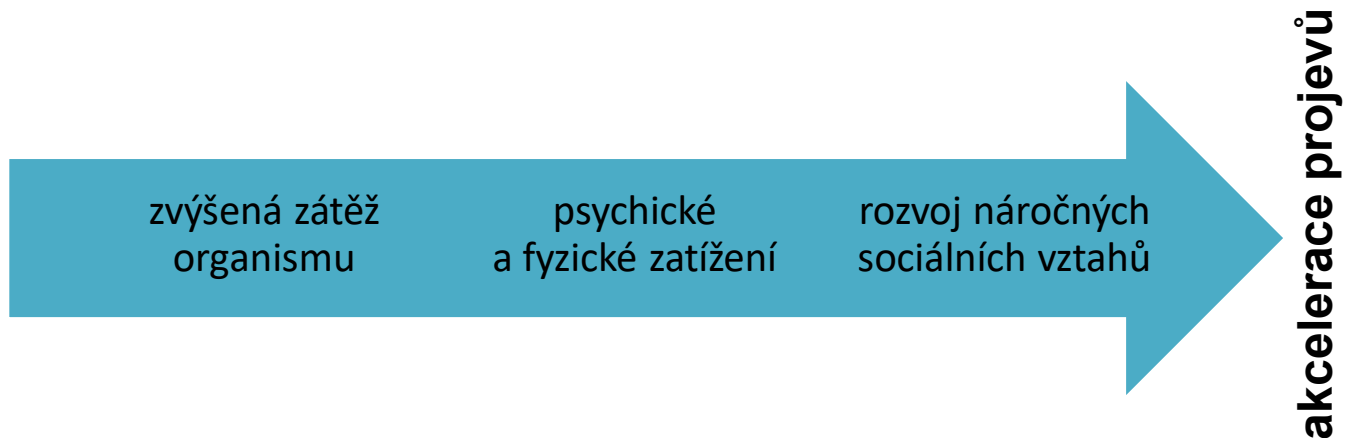 zvýšená zátěž
organismu
psychické
a fyzické zatížení
rozvoj náročných
sociálních vztahů
akcelerace projevů